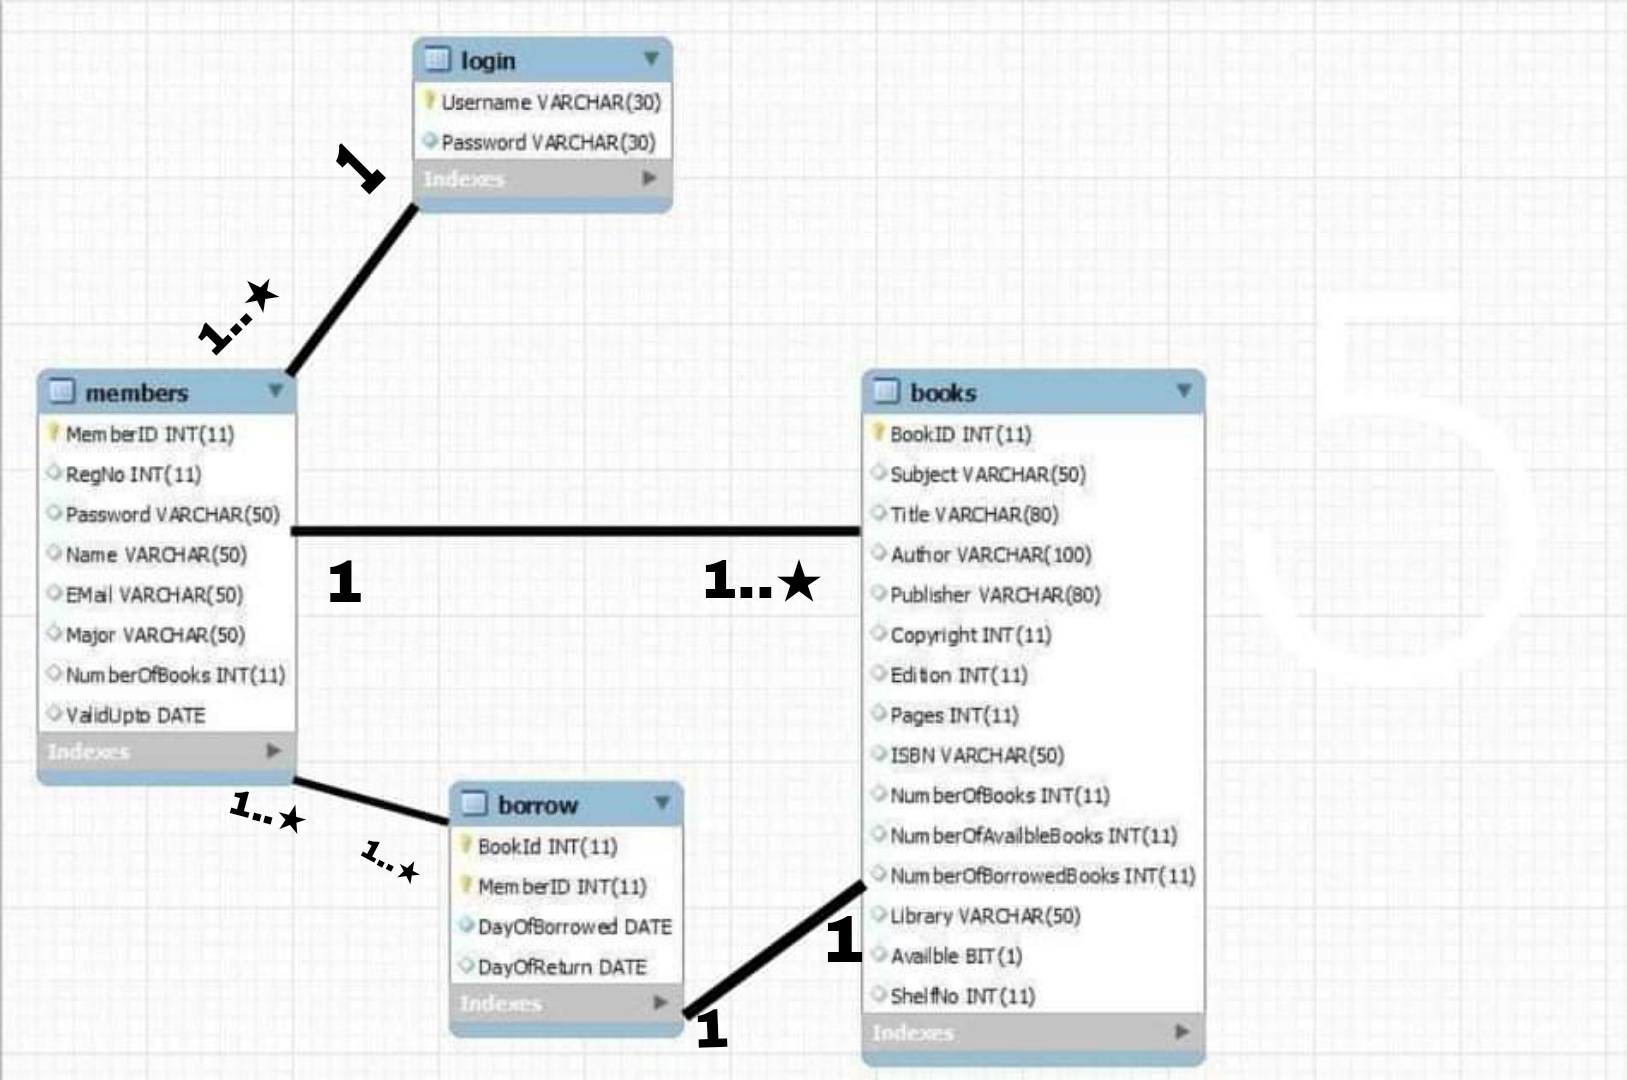 login
Username VARCHAR(30)
Password VARCHAR(30)
Indexes
1
1..★
members
MemberID INT(11)
RegNo INT(11)
Password VARCHAR(50)
Name VARCHAR(50)
EMail VARCHAR(50)
Major VARCHAR(50)
NumberOfBooks INT(11)
ValidUpto DATE
Indexes
1
1..★
books
BookID INT(11)
Subject VARCHAR(50)
Title VARCHAR(80)
Author VARCHAR(100)
Publisher VARCHAR(80)
Copyright INT(11)
Edition INT(11)
Pages INT(11)
ISBN VARCHAR(50)
NumberOfBooks INT(11)
NumberOfAvailbleBooks INT(11)
NumberOfBorrowedBooks INT(11)
Library VARCHAR(50)
Availble BIT(1)
ShelfNo INT(11)
Indexes
1..★
1..★
borrow
BookId INT(11)
MemberID INT(11)
DayOfBorrowed DATE
DayOfReturn DATE
Indexes
1
1
5